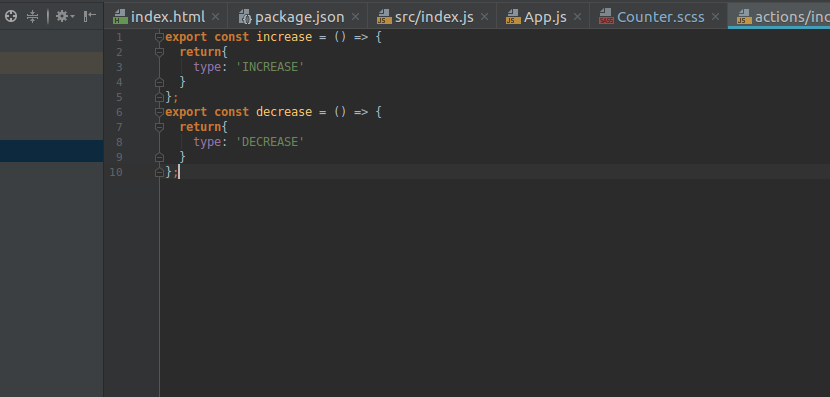 index.html package.json src/index.js App.js Counter.scss actions/inc
1 export const increase = () => {
2 return{
3 type: 'INCREASE'
4 }
5 };
6 export const decrease = () => {
7 return{
8 type: 'DECREASE'
9 }
10 };